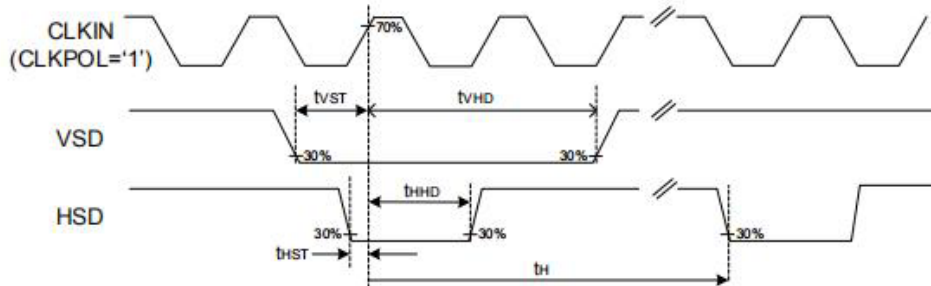 CLKIN
(CLKPOL='1')
70%
tVST
tVHD
VSD
30%
30%
tHHD
HSD
30%
30%
30%
tHST
tH